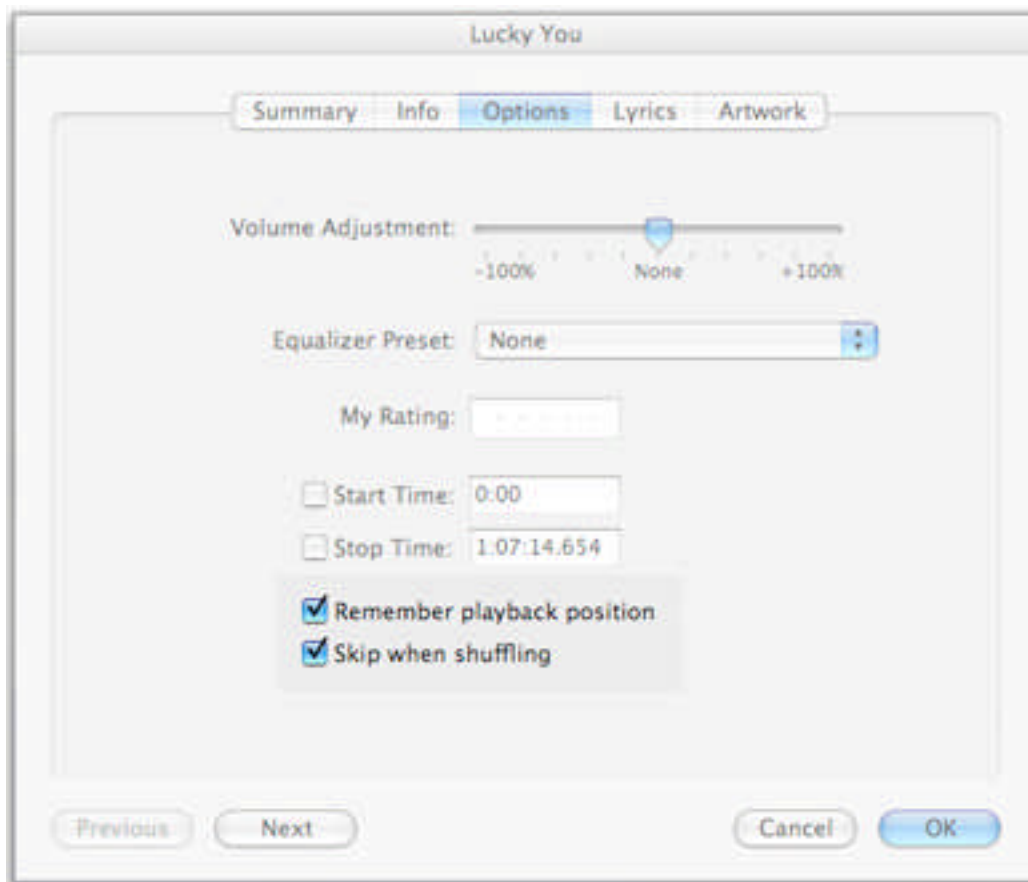 Lucky You
Summary Info Options Lyrics Artwork
Volume Adjustment:
-100% None +100%
Equalizer Preset: None
My Rating:
Start Time: 0:00
Stop Time: 1:07:14.654
Remember playback position
Skip when shuffling
Previous Next Cancel OK